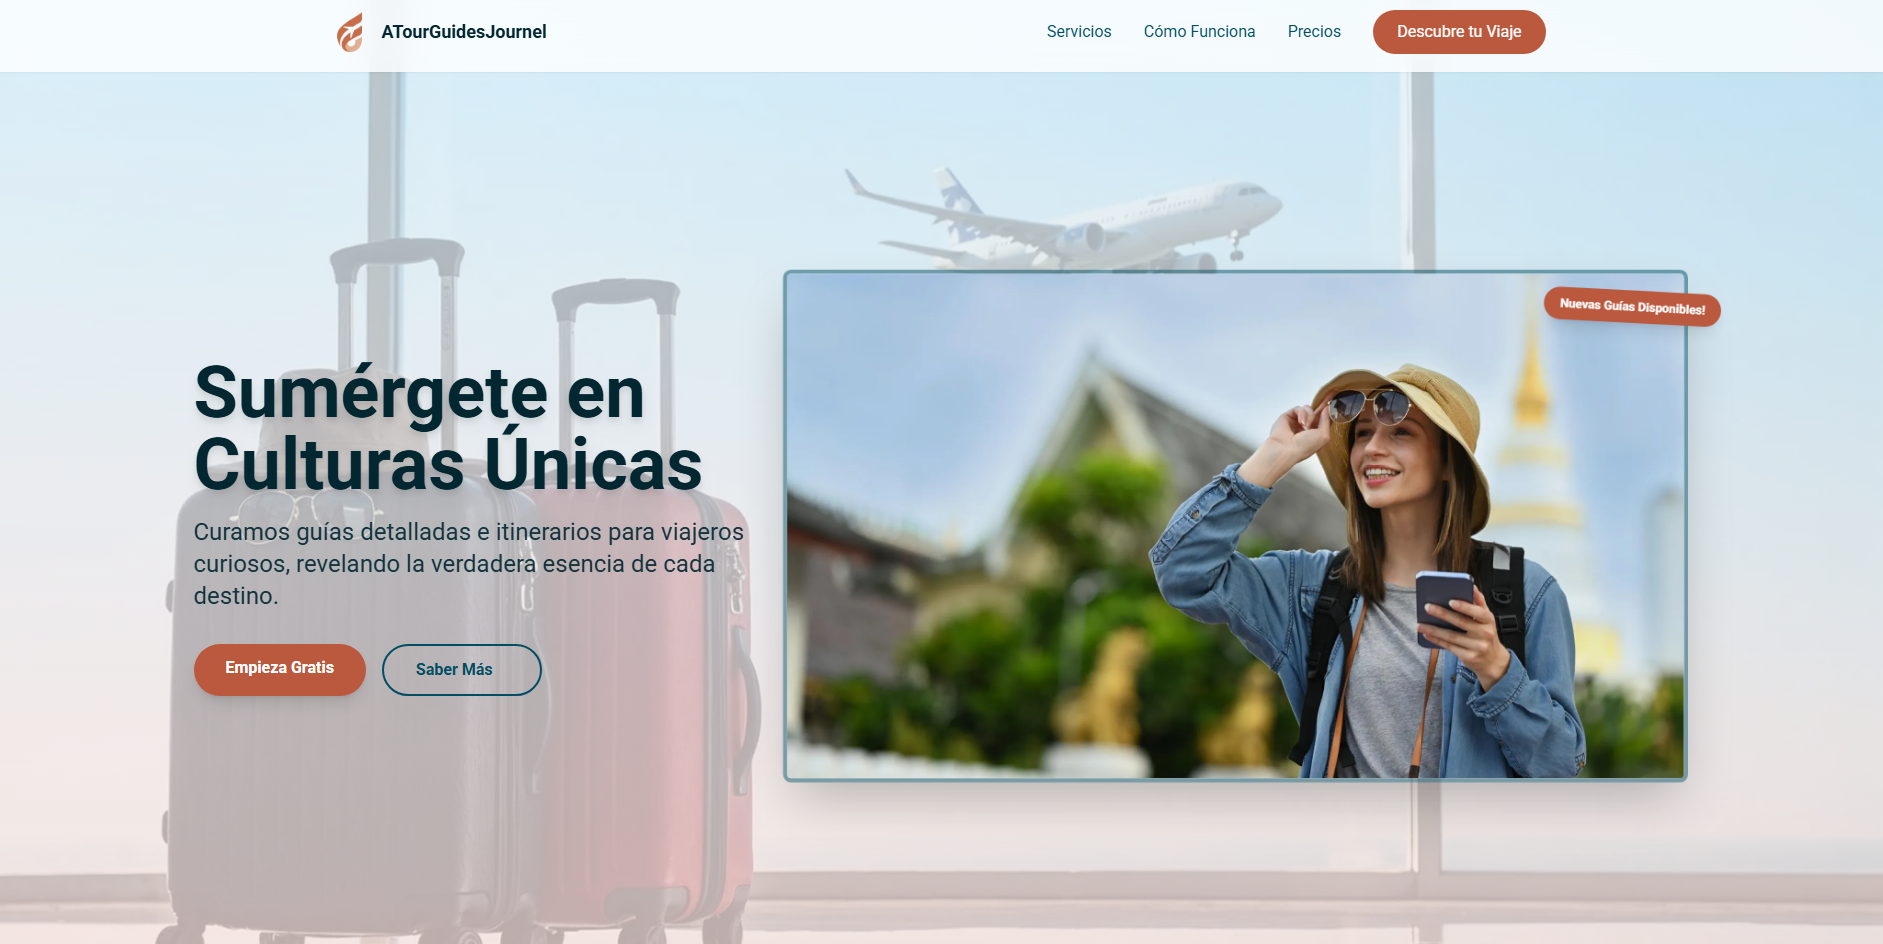 ATourGuidesJournel
Servicios
Cómo Funciona
Precios
Descubre tu Viaje
Nuevas Guías Disponibles!
Sumérgete en
Culturas Únicas
Curamos guías detalladas e itinerarios para viajeros
curiosos, revelando la verdadera esencia de cada
destino.
Empieza Gratis
Saber Más